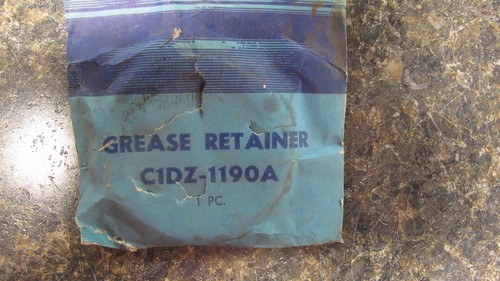 GREASE RETAINER
C1DZ-1190A
1 PC.